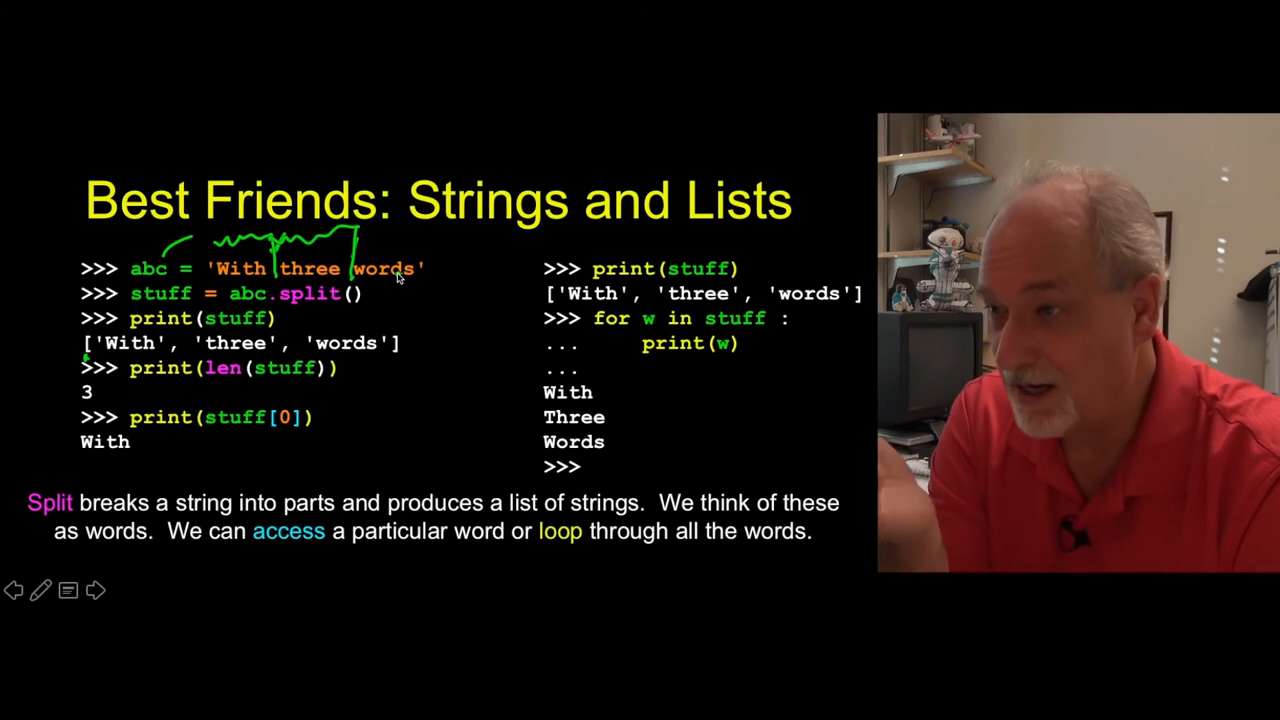 Best Friends: Strings and Lists
>>> abc = 'With three words'
>>> stuff = abc.split()
>>> print(stuff)
['With', 'three', 'words']
>>> print(len(stuff))
3
>>> print(stuff[0])
With
>>> print(stuff)
['With', 'three', 'words']
>>> for w in stuff :
...     print(w)
...
With
Three
Words
>>>
Split breaks a string into parts and produces a list of strings.  We think of these
as words.  We can access a particular word or loop through all the words.